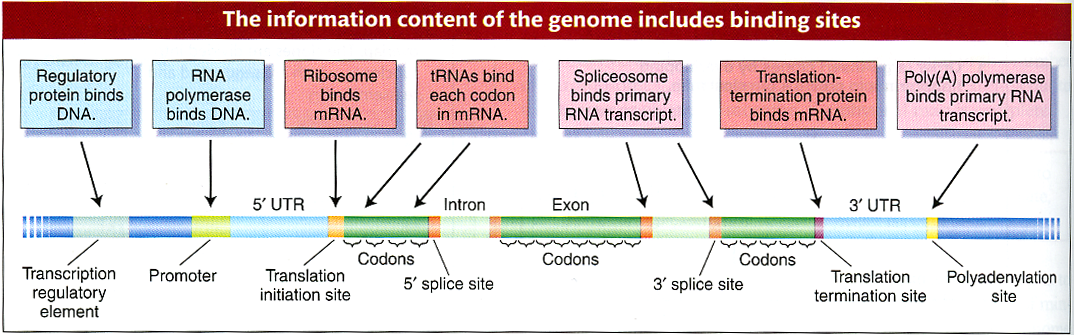 The information content of the genome includes binding sites
Regulatory
protein binds
DNA.
RNA
polymerase
binds DNA.
Ribosome
binds
mRNA.
tRNAs bind
each codon
in mRNA.
Spliceosome
binds primary
RNA transcript.
Translation-
termination protein
binds mRNA.
Poly(A) polymerase
binds primary RNA
transcript.
5′ UTR
Intron
Exon
3′ UTR
Codons
Codons
Codons
Transcription
regulatory
element
Promoter
Translation
initiation site
5′ splice site
3′ splice site
Translation
termination site
Polyadenylation
site